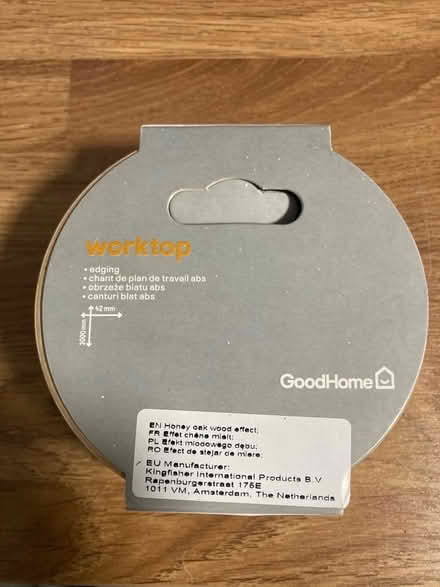 worktop
• edging
• chant de plan de travail abs
• obrzeże blatu abs
• canturi blat abs
42 mm
3000 mm
GoodHome
EN Honey oak wood effect;
FR Effet chêne mielt;
PL Efekt miodowego dębu;
RO Efect de stejar de miere;
EU Manufacturer:
Kingfisher International Products B.V
Rapenburgerstraat 175E
1011 VM, Amsterdam, The Netherlands